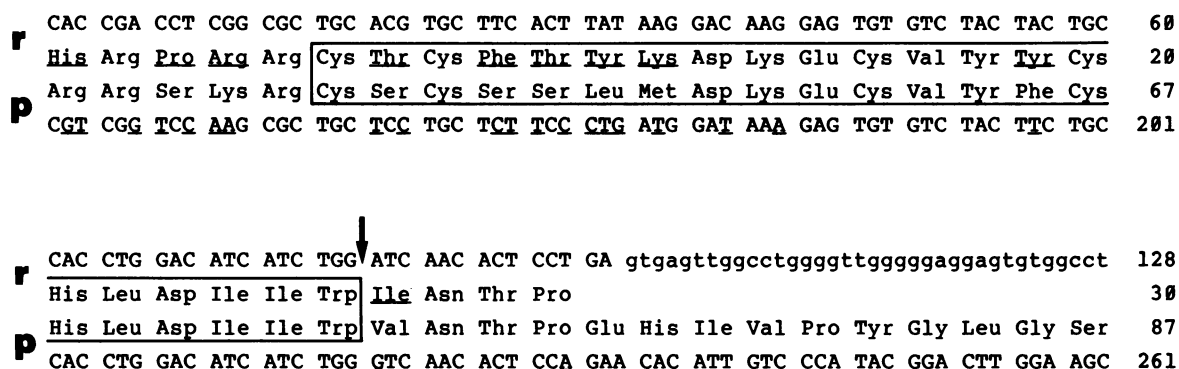 CAC CGA CCT CGG CGC TGC ACG TGC TTC ACT TAT AAG GAC AAG GAG TGT GTC TAC TAC TGC 60
r
His Arg Pro Arg Arg Cys Thr Cys Phe Thr Tyr Lys Asp Lys Glu Cys Val Tyr Tyr Cys 20
Arg Arg Ser Lys Arg Cys Ser Cys Ser Ser Leu Met Asp Lys Glu Cys Val Tyr Phe Cys 67
p
CGT CGG TCC AAG CGC TGC TCC TGC TCT TCC CTG ATG GAT AAA GAG TGT GTC TAC TTC TGC 201
CAC CTG GAC ATC ATC TGG ATC AAC ACT CCT GA gtgagttggcctggggttgggggaggagtgtggcct 128
r
His Leu Asp Ile Ile Trp Ile Asn Thr Pro 30
His Leu Asp Ile Ile Trp Val Asn Thr Pro Glu His Ile Val Pro Tyr Gly Leu Gly Ser 87
p
CAC CTG GAC ATC ATC TGG GTC AAC ACT CCA GAA CAC ATT GTC CCA TAC GGA CTT GGA AGC 261